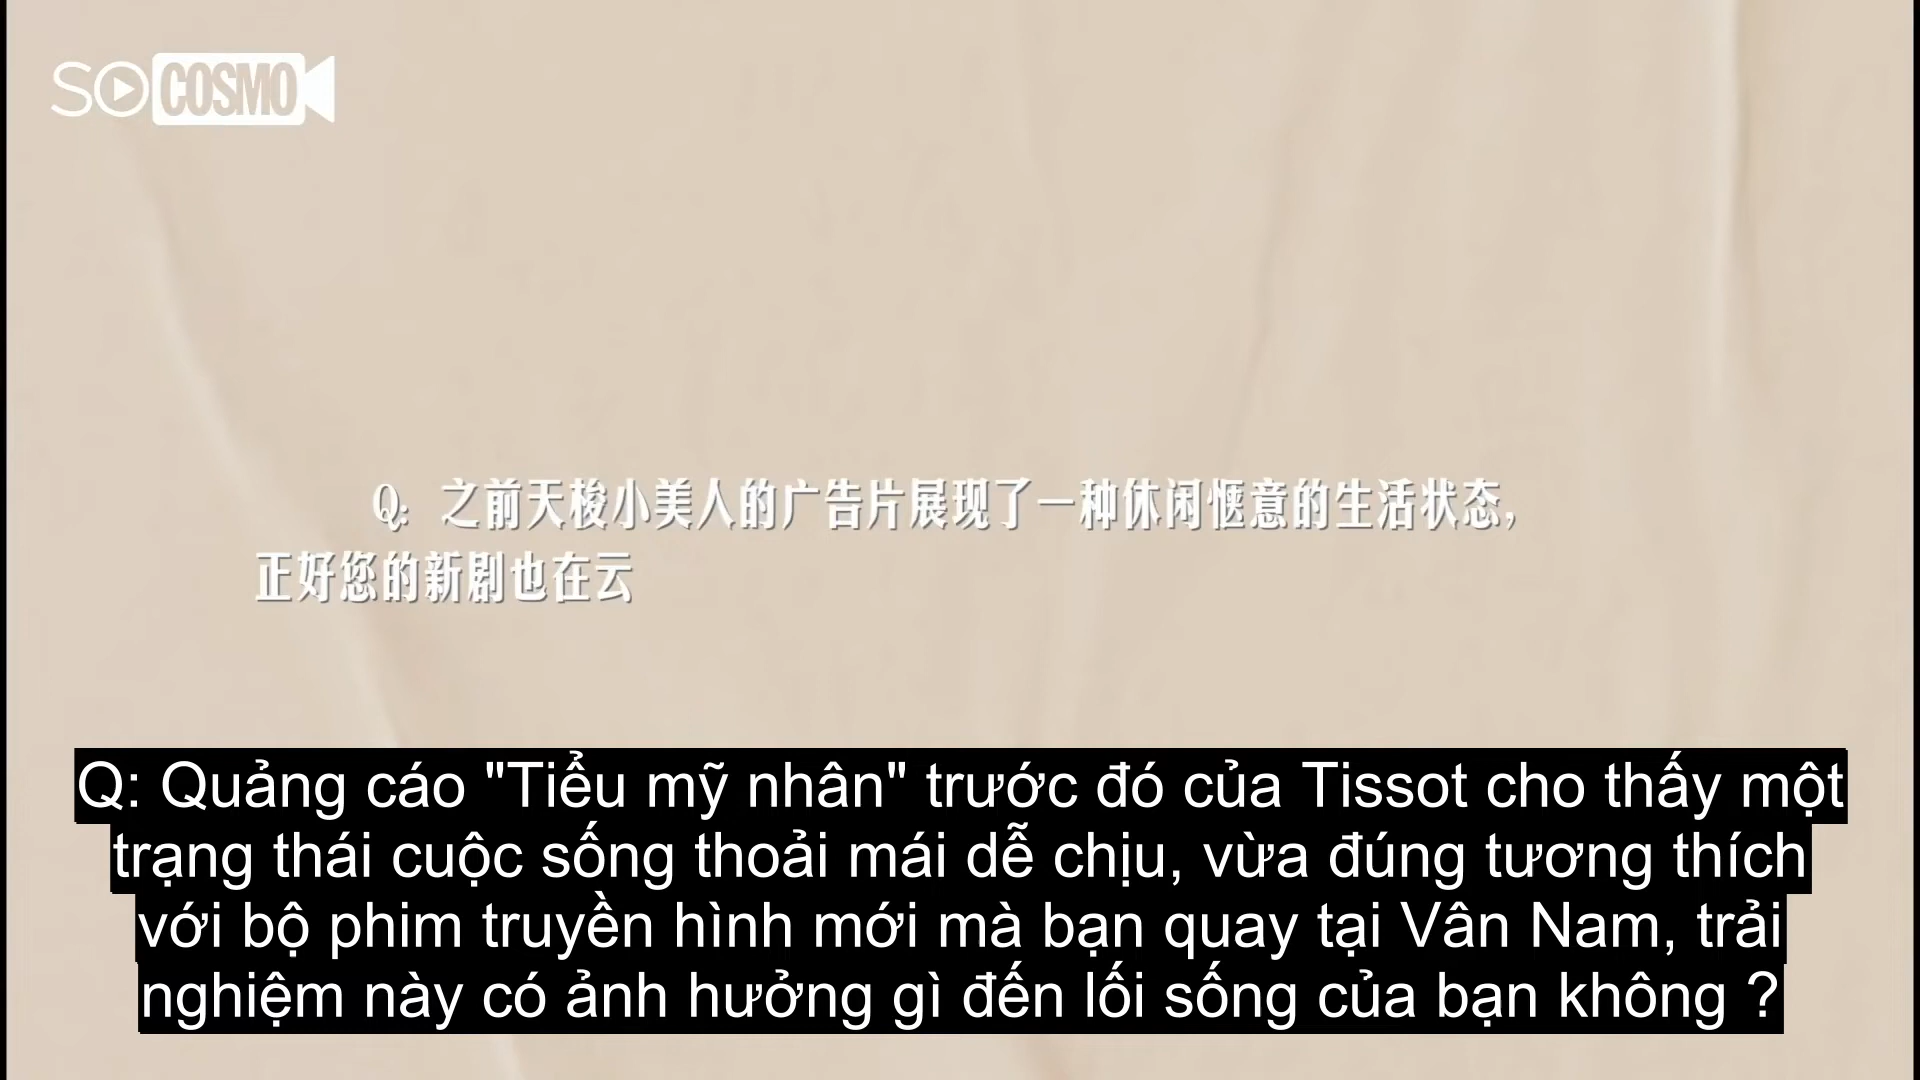 SO COSMO
Q: 之前天梭小美人的广告片展现了一种休闲惬意的生活状态,
正好您的新剧也在云
Q: Quảng cáo "Tiểu mỹ nhân" trước đó của Tissot cho thấy một
trạng thái cuộc sống thoải mái dễ chịu, vừa đúng tương thích
với bộ phim truyền hình mới mà bạn quay tại Vân Nam, trải
nghiệm này có ảnh hưởng gì đến lối sống của bạn không ?